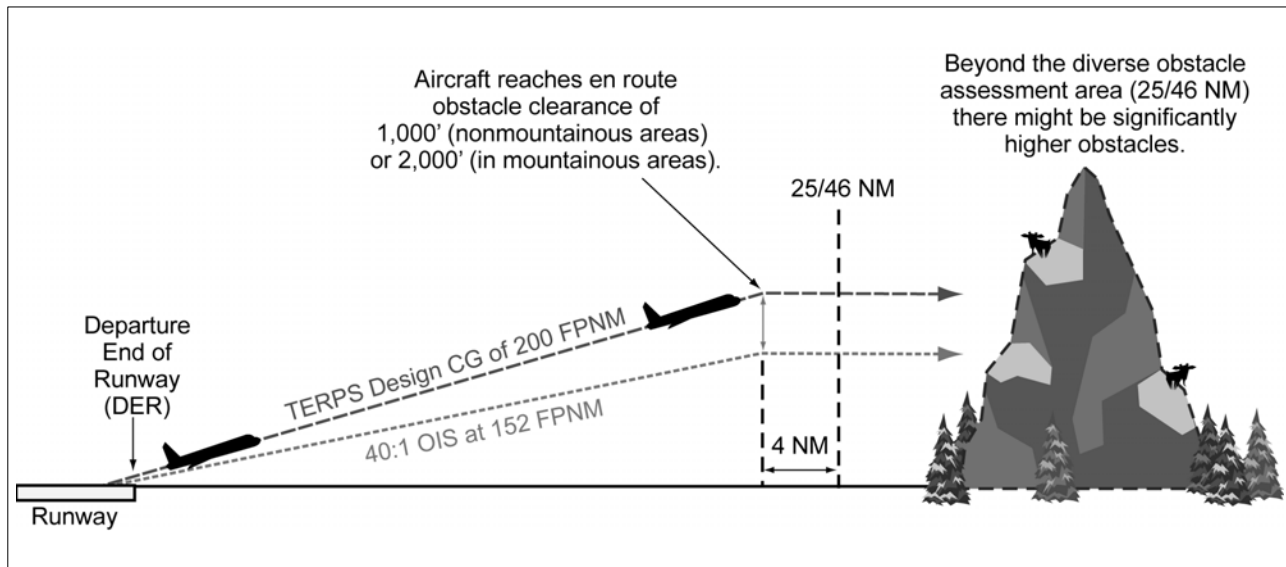 Aircraft reaches en route
obstacle clearance of
1,000’ (nonmountainous areas)
or 2,000’ (in mountainous areas).
Beyond the diverse obstacle
assessment area (25/46 NM)
there might be significantly
higher obstacles.
25/46 NM
Departure
End of
Runway
(DER)
TERPS Design CG of 200 FPNM
40:1 OIS at 152 FPNM
4 NM
Runway